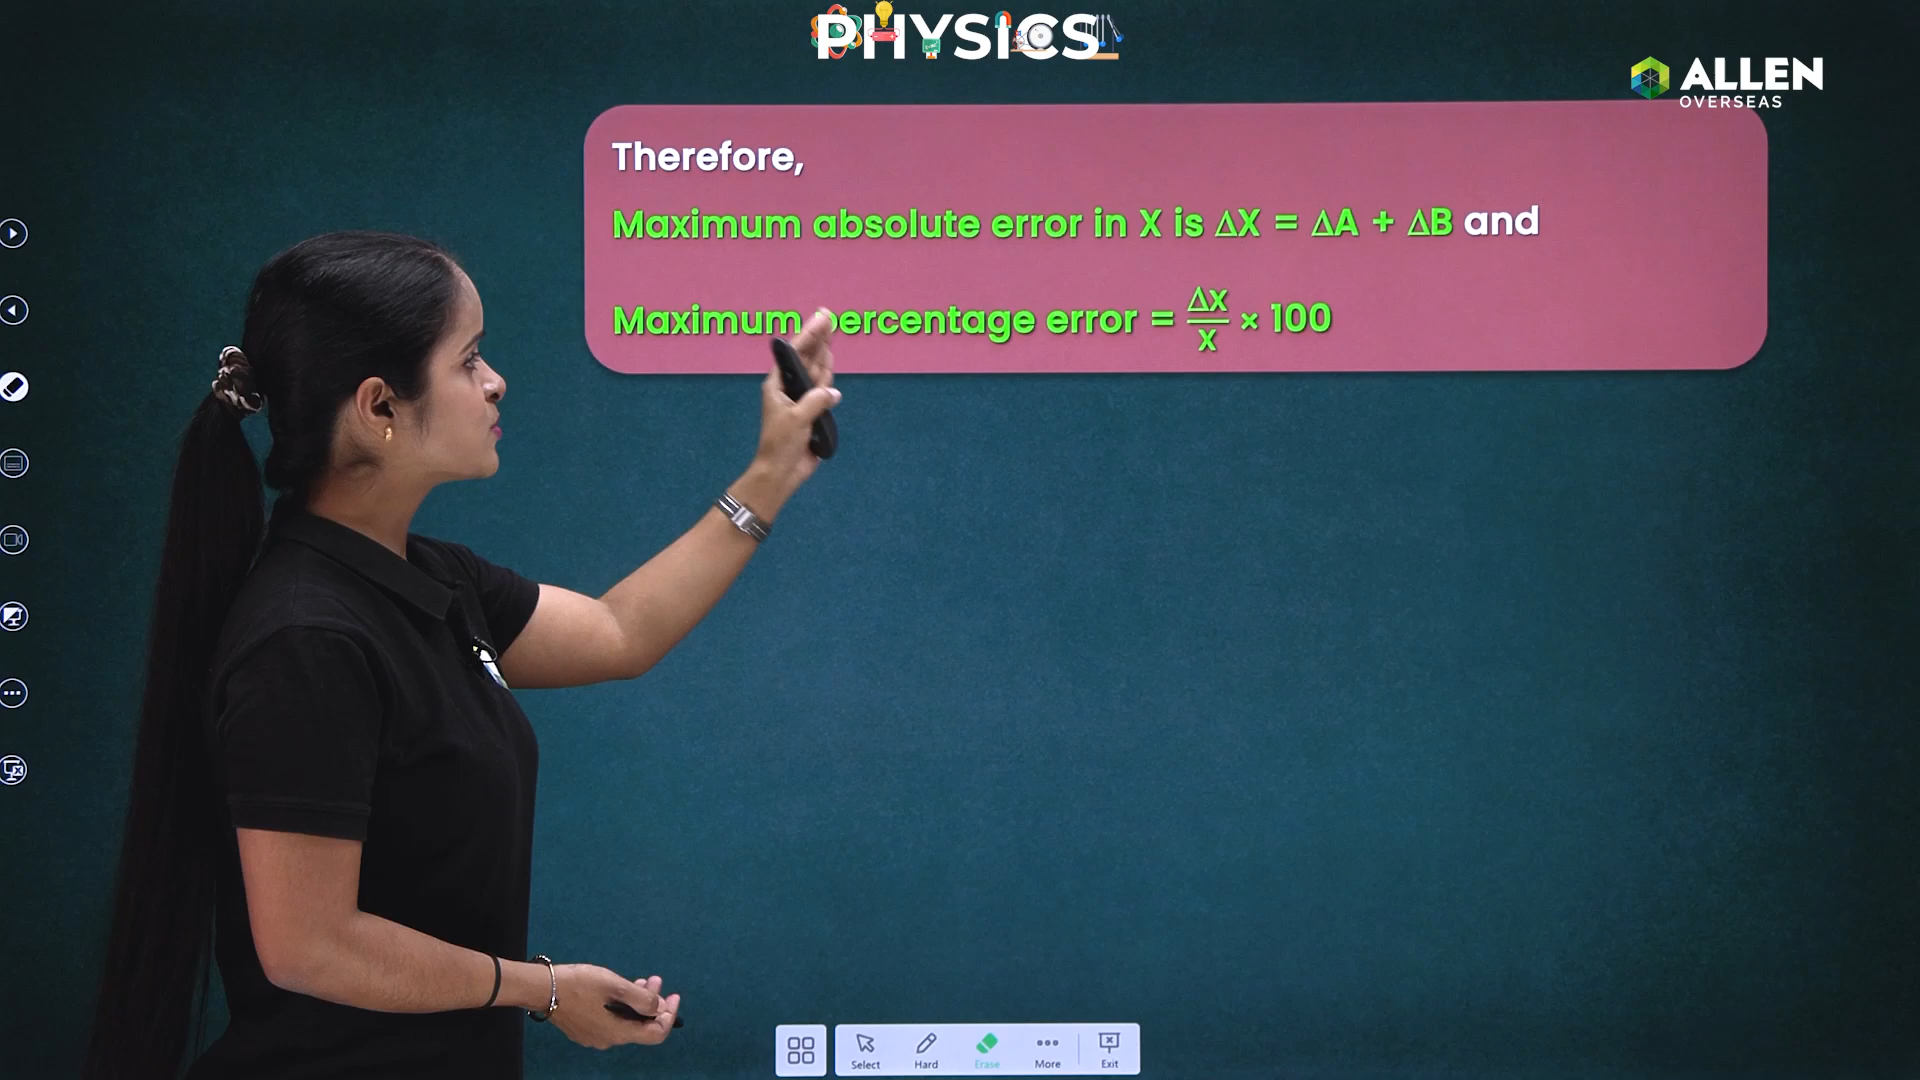 PHYSICS
ALLEN
OVERSEAS
Therefore,
Maximum absolute error in X is ΔX = ΔA + ΔB and
Maximum percentage error = Δx/x × 100
Select Hard Erase More Exit